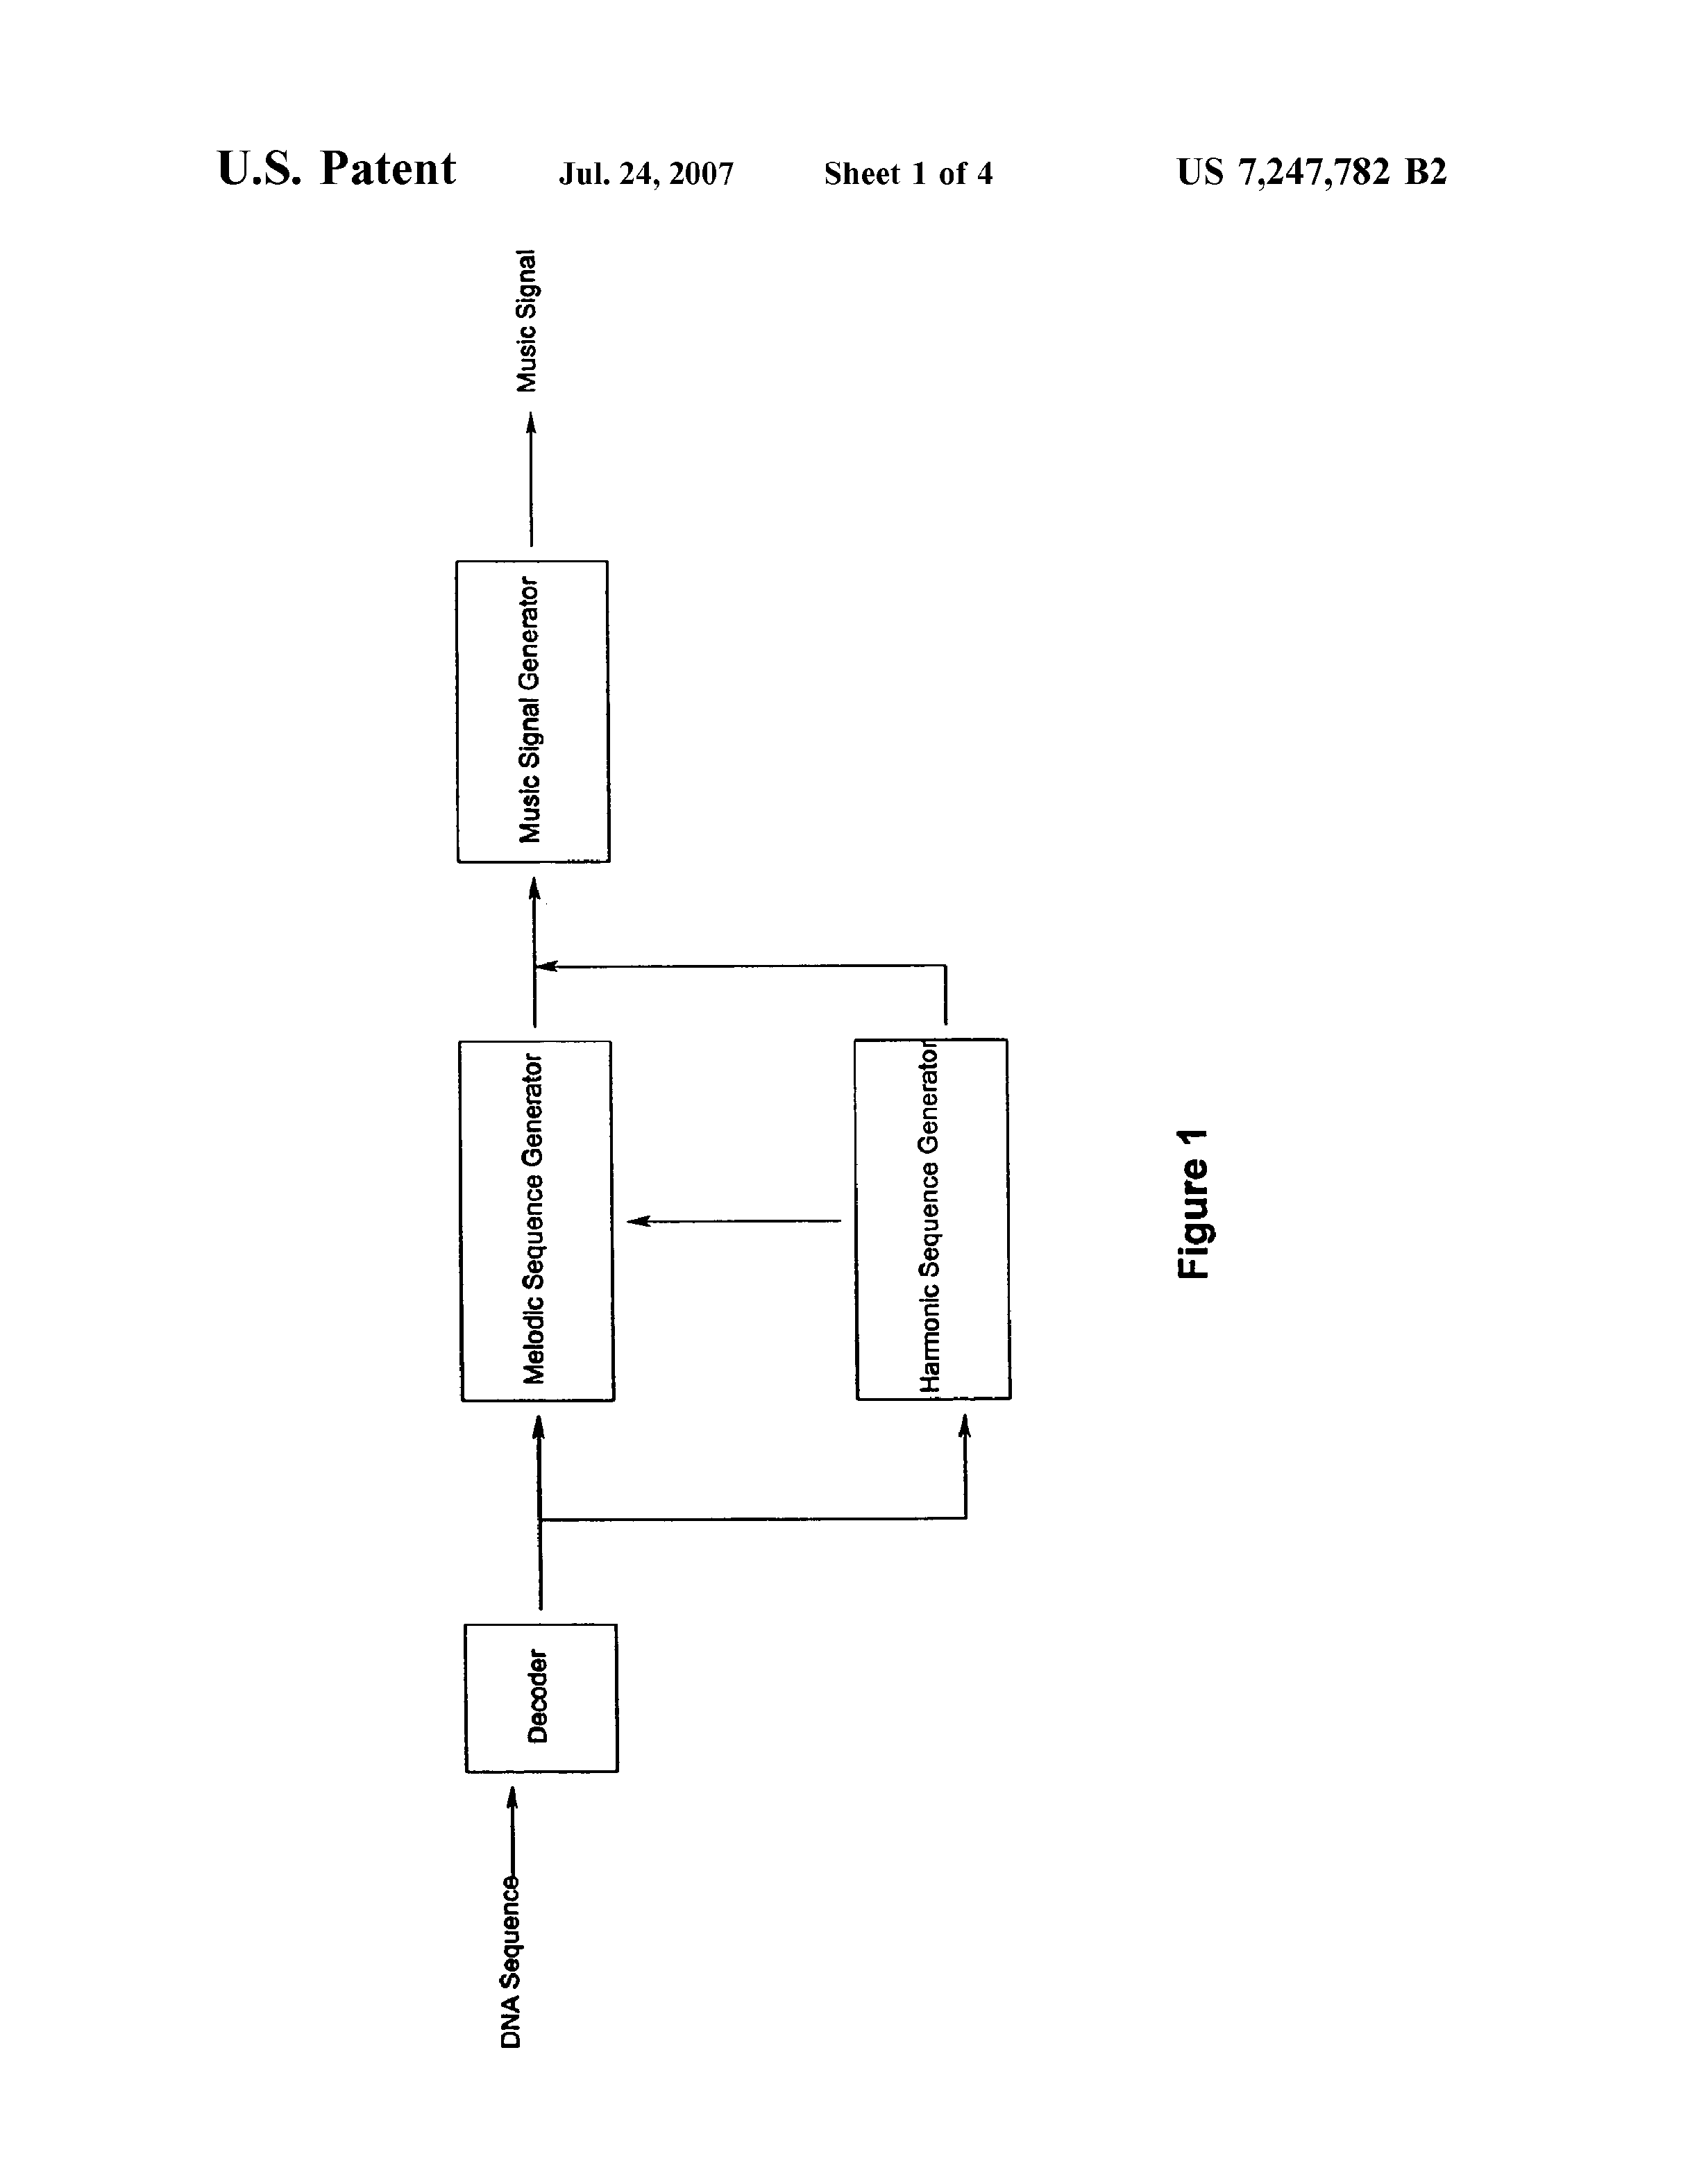 U.S. Patent Jul. 24, 2007 Sheet 1 of 4 US 7,247,782 B2
DNA Sequence
Decoder
Melodic Sequence Generator
Harmonic Sequence Generator
Music Signal Generator
Music Signal
Figure 1